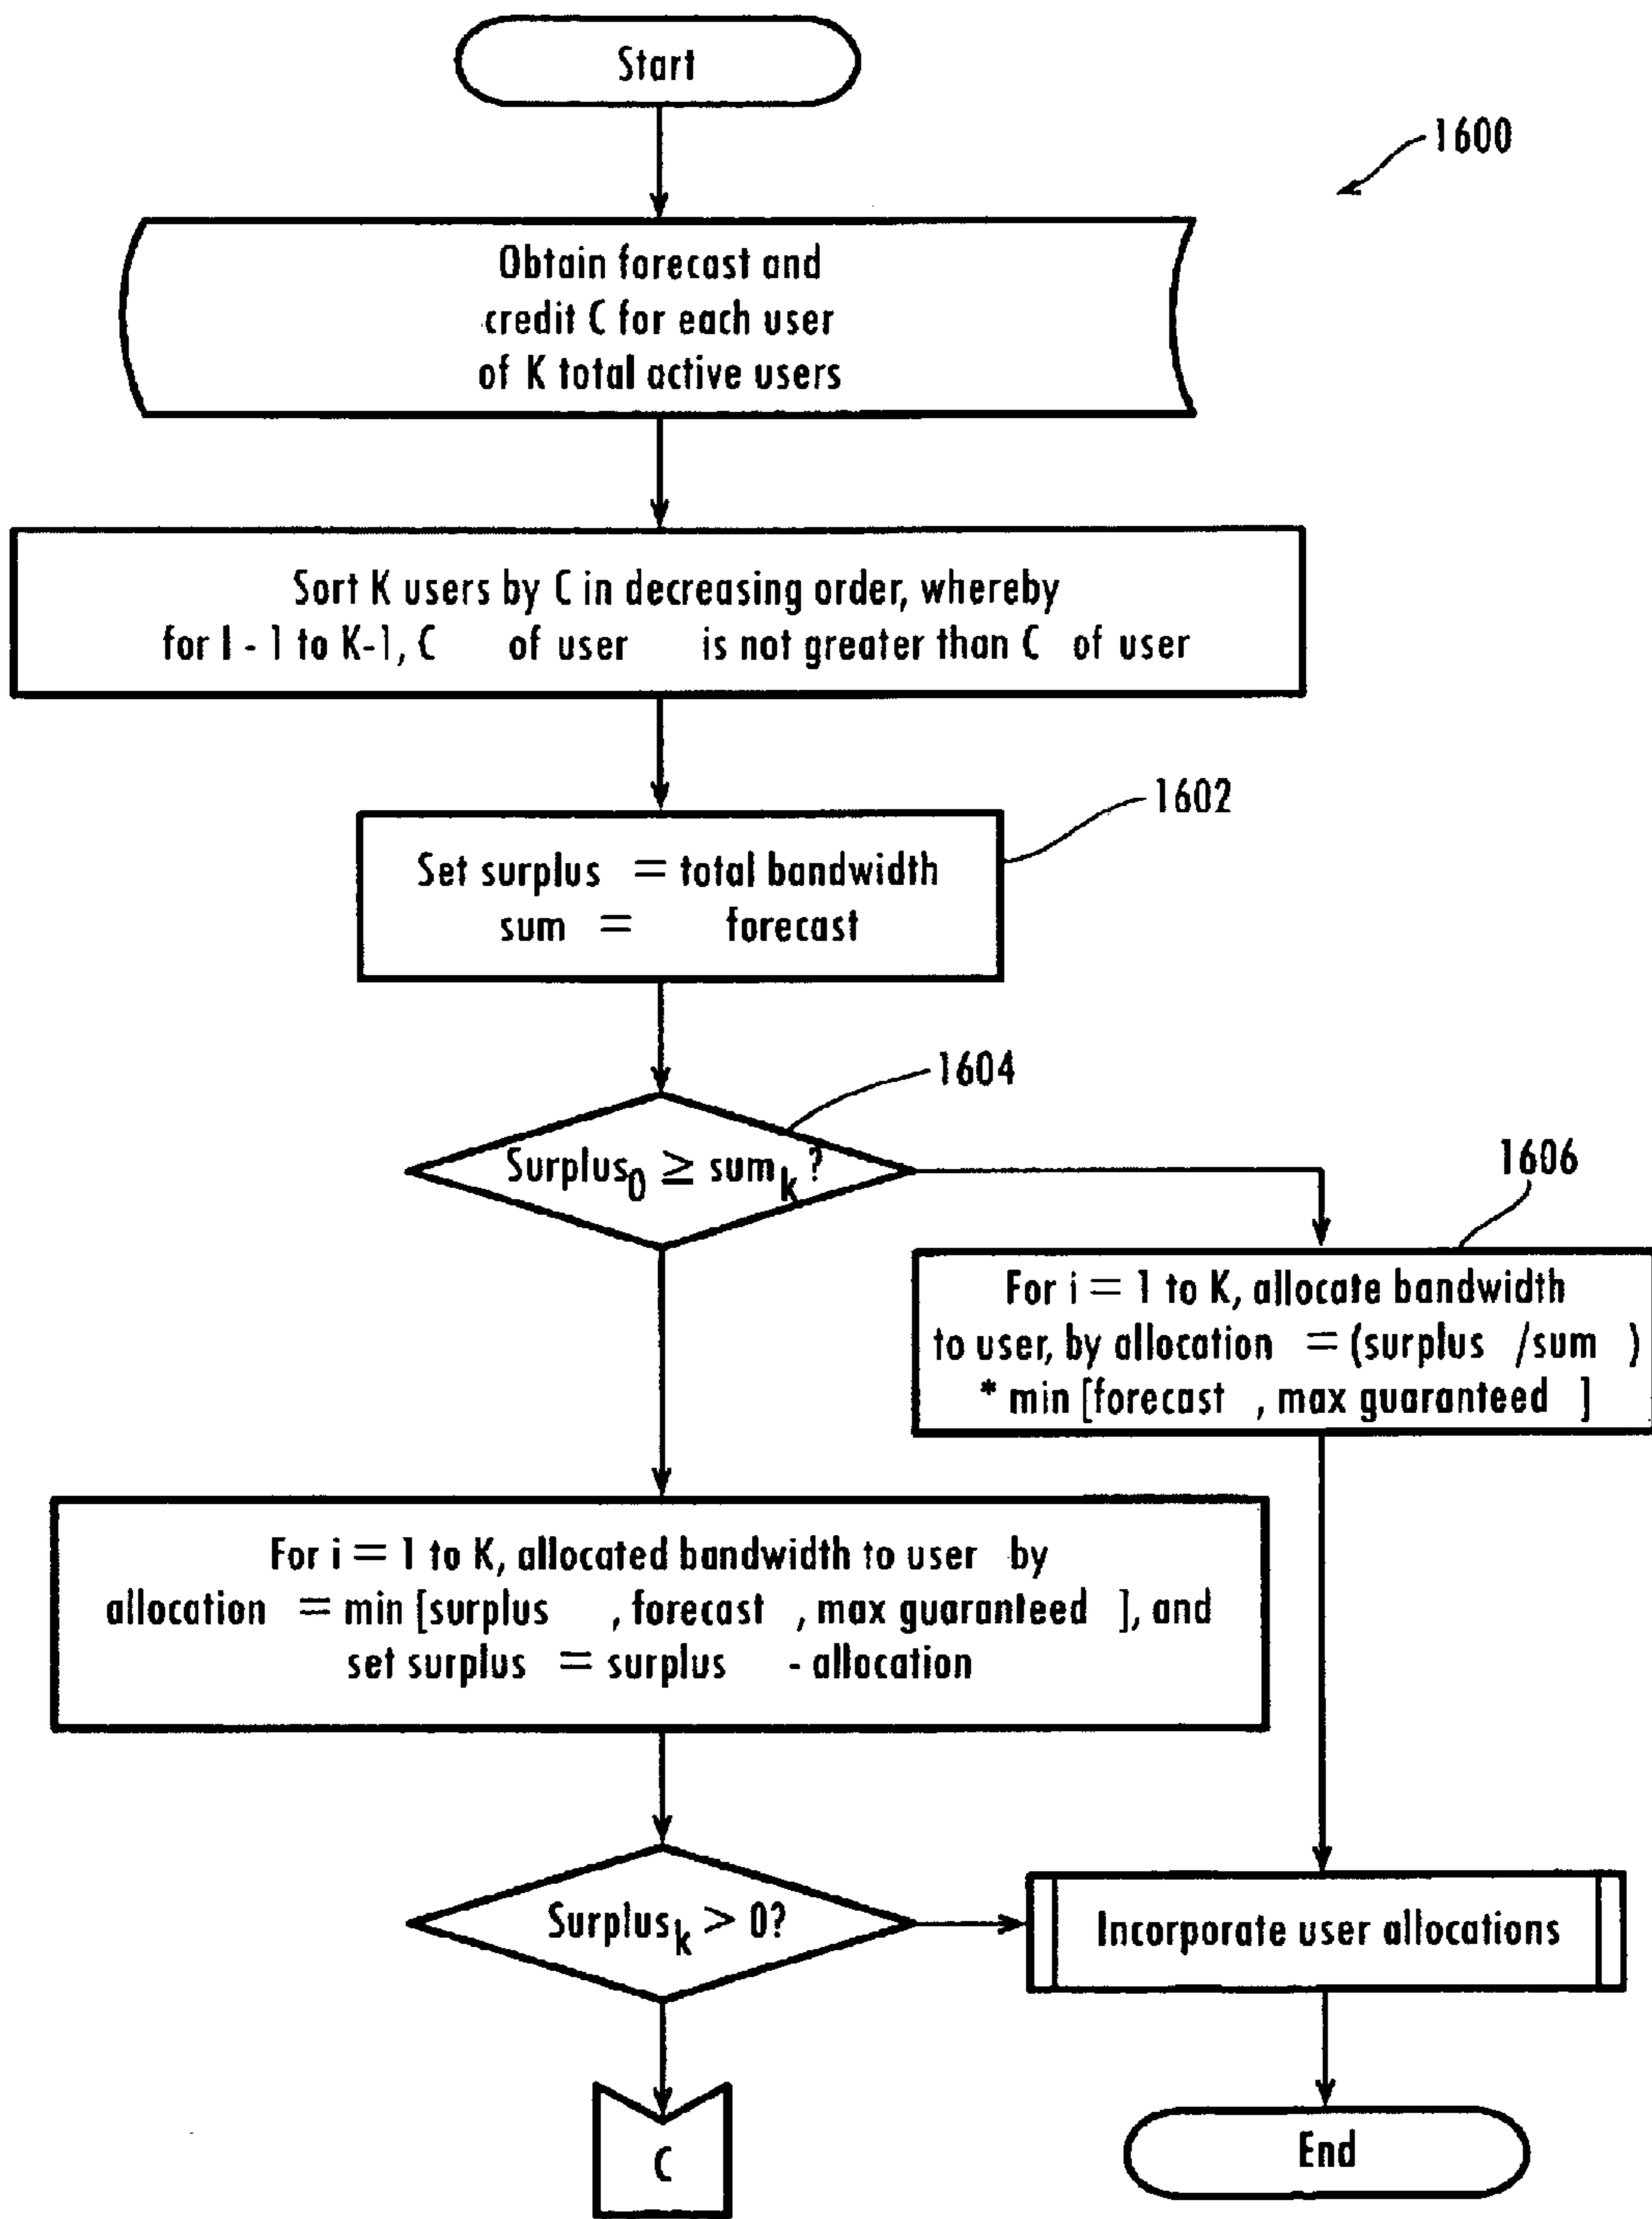 Start
1600
Obtain forecast and
credit C for each user
of K total active users
Sort K users by C in decreasing order, whereby
for I - 1 to K-1, C of user is not greater than C of user
1602
Set surplus = total bandwidth
sum = forecast
1604
Surplus₀ ≥ sumₖ?
1606
For i = 1 to K, allocate bandwidth
to user, by allocation = (surplus /sum )
* min [forecast , max guaranteed ]
For i = 1 to K, allocated bandwidth to user by
allocation = min [surplus , forecast , max guaranteed ], and
set surplus = surplus - allocation
Surplusₖ > 0?
Incorporate user allocations
C
End